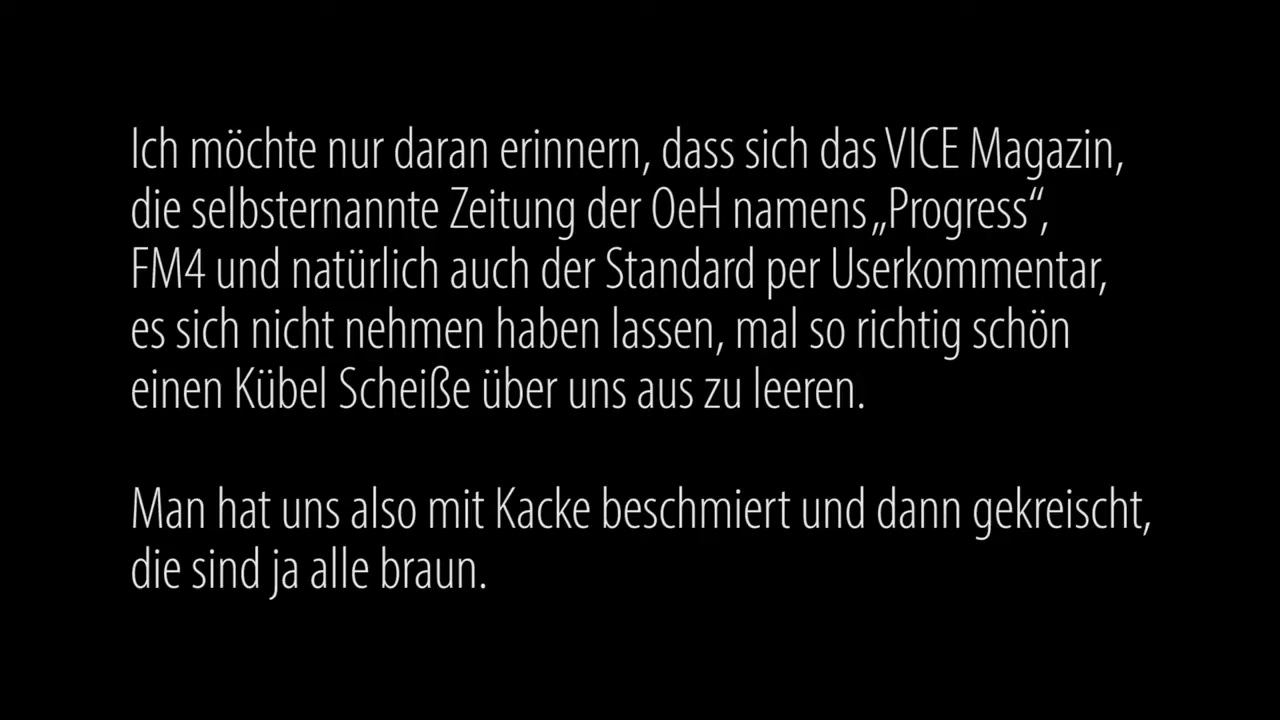 Ich möchte nur daran erinnern, dass sich das VICE Magazin,
die selbsternannte Zeitung der OeH namens „Progress“,
FM4 und natürlich auch der Standard per Userkommentar,
es sich nicht nehmen haben lassen, mal so richtig schön
einen Kübel Scheiße über uns aus zu leeren.
Man hat uns also mit Kacke beschmiert und dann gekreischt,
die sind ja alle braun.